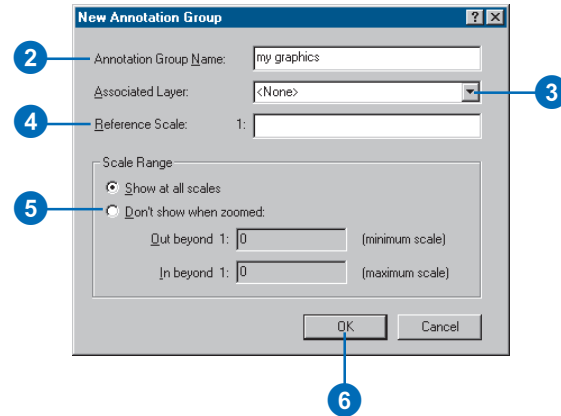 New Annotation Group ? ×
2 Annotation Group Name: my graphics
Associated Layer: <None> 3
4 Reference Scale: 1:
Scale Range
Show at all scales
5 Don't show when zoomed:
Out beyond 1: 0 (minimum scale)
In beyond 1: 0 (maximum scale)
OK Cancel
6